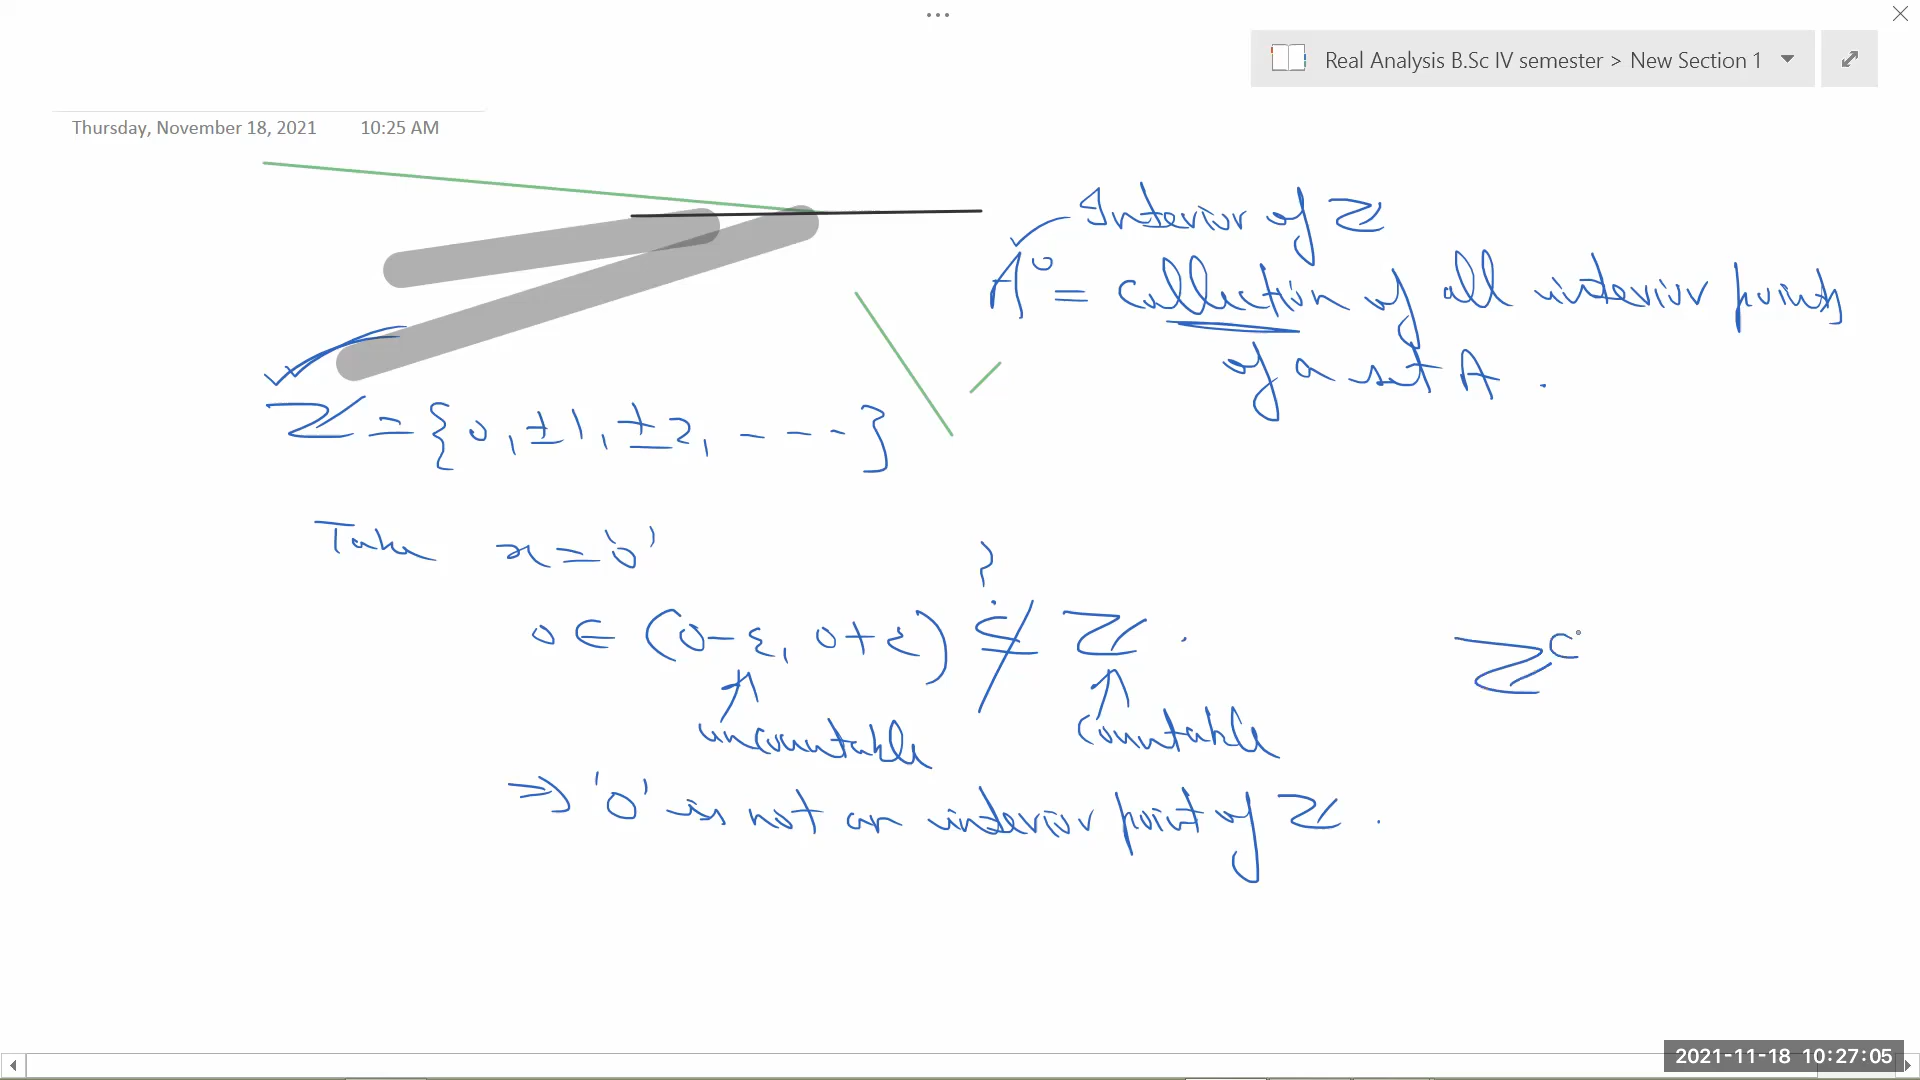 Real Analysis B.Sc IV semester > New Section 1
Thursday, November 18, 2021 10:25 AM
Interior of ℤ
A⁰ = collection of all interior points
of a set A .
ℤ = {0, ±1, ±2, - - - -}
Take x = '0'
?
0 ∈ (0-ε, 0+ε) ⊈ ℤ .
ℤᶜ
uncountable countable
⇒ '0' is not an interior point of ℤ .
2021-11-18 10:27:05